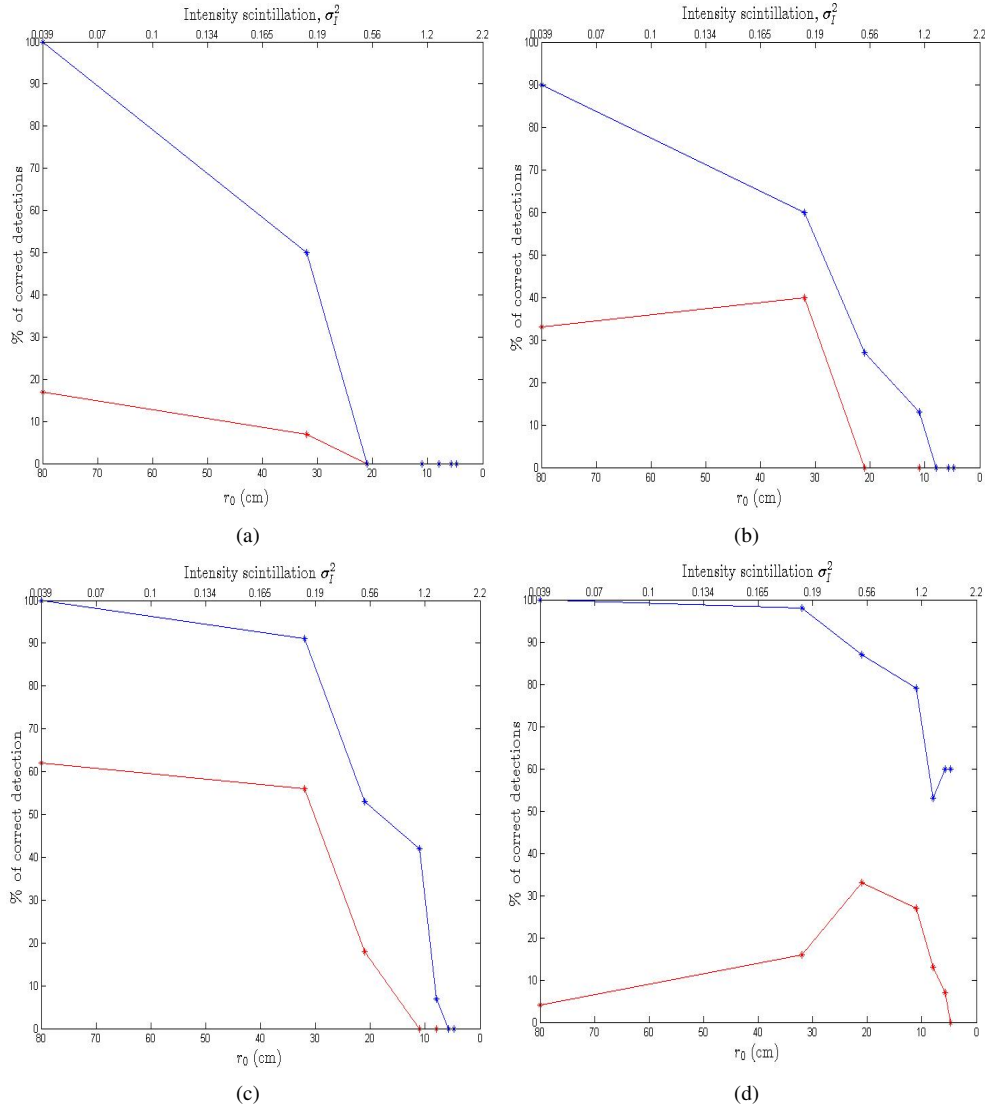 Intensity scintillation, σ_I^2
0.039 0.07 0.1 0.134 0.165 0.19 0.56 1.2 2.2
100
90
80
70
60
50
40
30
20
10
0
% of correct detections
80 70 60 50 40 30 20 10 0
r_0 (cm)
(a)
Intensity scintillation, σ_I^2
0.039 0.07 0.1 0.134 0.165 0.19 0.56 1.2 2.2
100
90
80
70
60
50
40
30
20
10
0
% of correct detections
80 70 60 50 40 30 20 10 0
r_0 (cm)
(b)
Intensity scintillation σ_I^2
0.039 0.07 0.1 0.134 0.165 0.19 0.56 1.2 2.2
100
90
80
70
60
50
40
30
20
10
0
% of correct detection
80 70 60 50 40 30 20 10 0
r_0 (cm)
(c)
Intensity scintillation σ_I^2
0.039 0.07 0.1 0.134 0.165 0.19 0.56 1.2 2.2
100
90
80
70
60
50
40
30
20
10
0
% of correct detections
80 70 60 50 40 30 20 10 0
r_0 (cm)
(d)